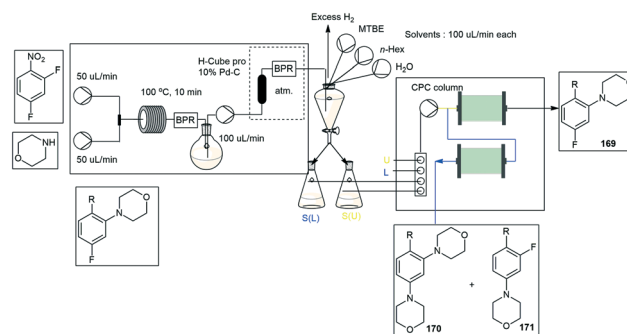 NO₂
F
F
50 uL/min
NH
O
50 uL/min
100 ºC, 10 min
BPR
100 uL/min
H-Cube pro
10% Pd-C
BPR
atm.
Excess H₂
MTBE
n-Hex
H₂O
Solvents : 100 uL/min each
CPC column
U
L
S(L)
S(U)
R
N
O
F
169
R
N
O
F
R
N
O
N
O
170
+
R
F
N
O
171